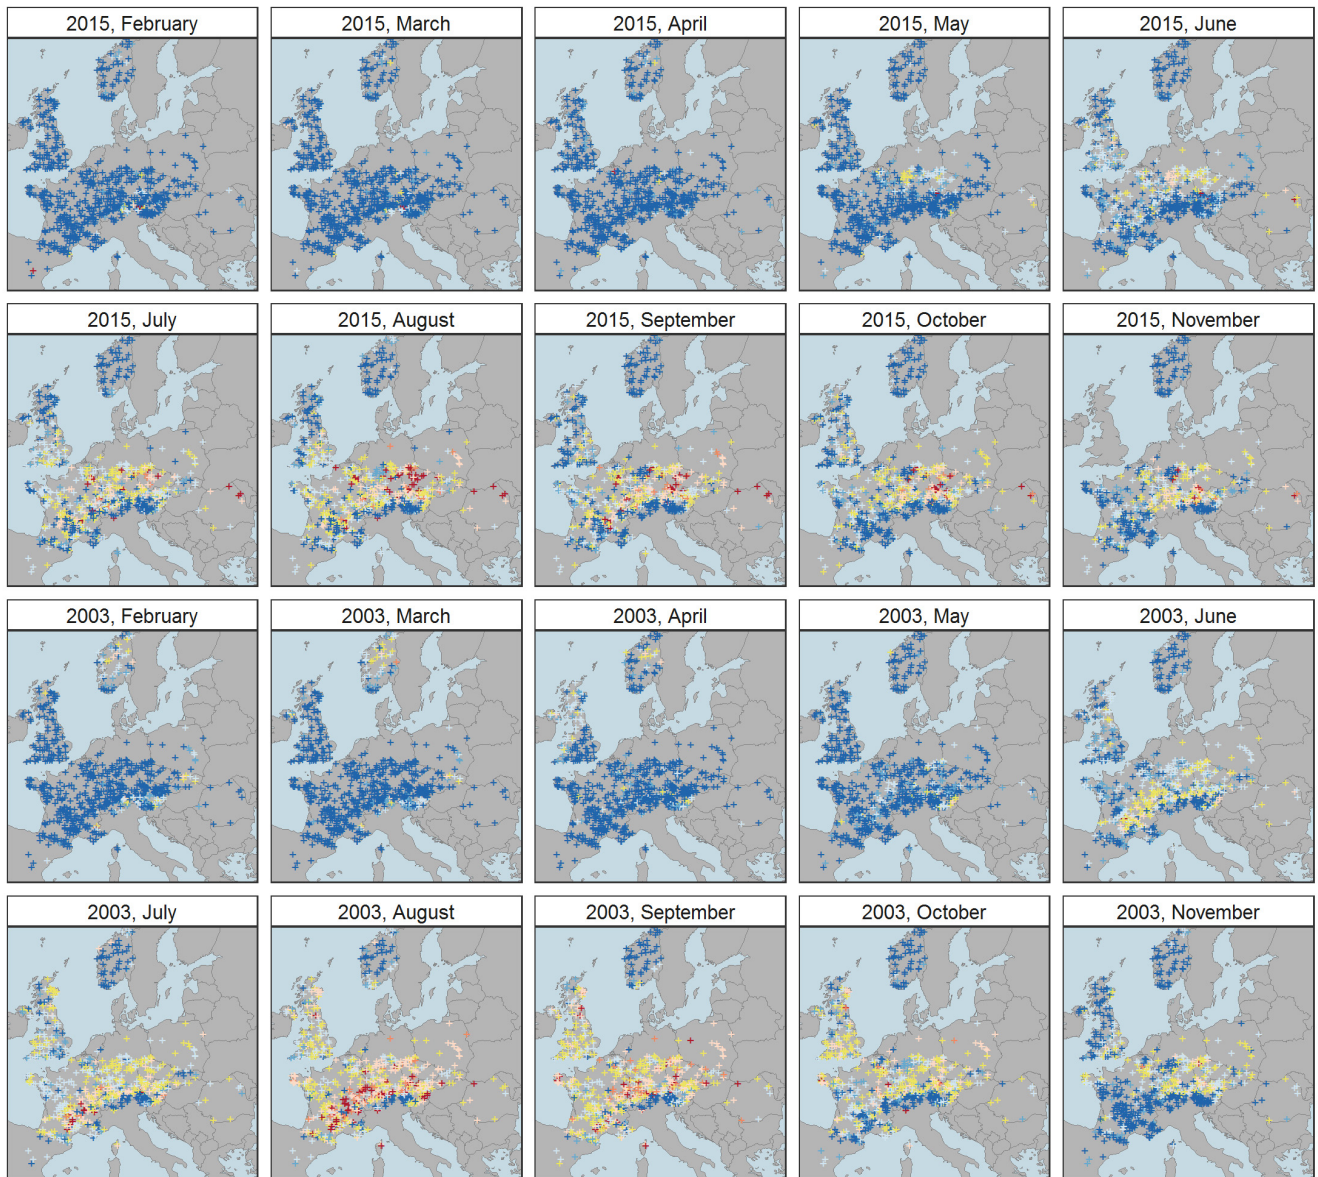 2015, February
2015, March
2015, April
2015, May
2015, June
2015, July
2015, August
2015, September
2015, October
2015, November
2003, February
2003, March
2003, April
2003, May
2003, June
2003, July
2003, August
2003, September
2003, October
2003, November